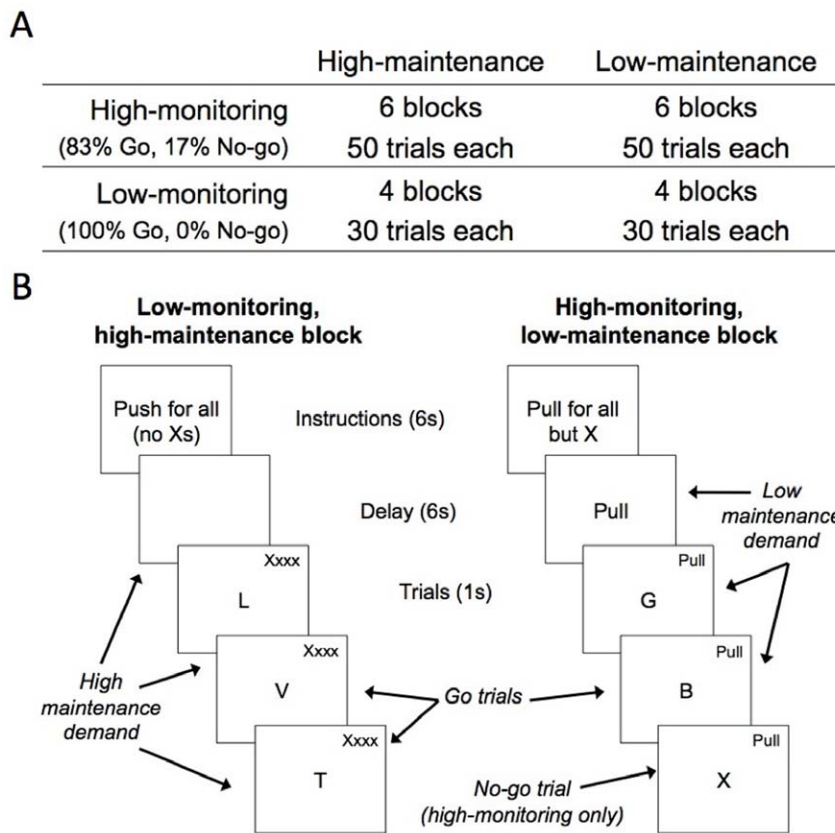 A
High-maintenance Low-maintenance
High-monitoring 6 blocks 6 blocks
(83% Go, 17% No-go) 50 trials each 50 trials each
Low-monitoring 4 blocks 4 blocks
(100% Go, 0% No-go) 30 trials each 30 trials each
B
Low-monitoring,
high-maintenance block
High-monitoring,
low-maintenance block
Push for all
(no Xs)
Instructions (6s)
Pull for all
but X
Delay (6s)
Pull
Low
maintenance
demand
Xxxx
L
Trials (1s)
Pull
G
Xxxx
V
High
maintenance
demand
Go trials
Pull
B
Xxxx
T
No-go trial
(high-monitoring only)
Pull
X